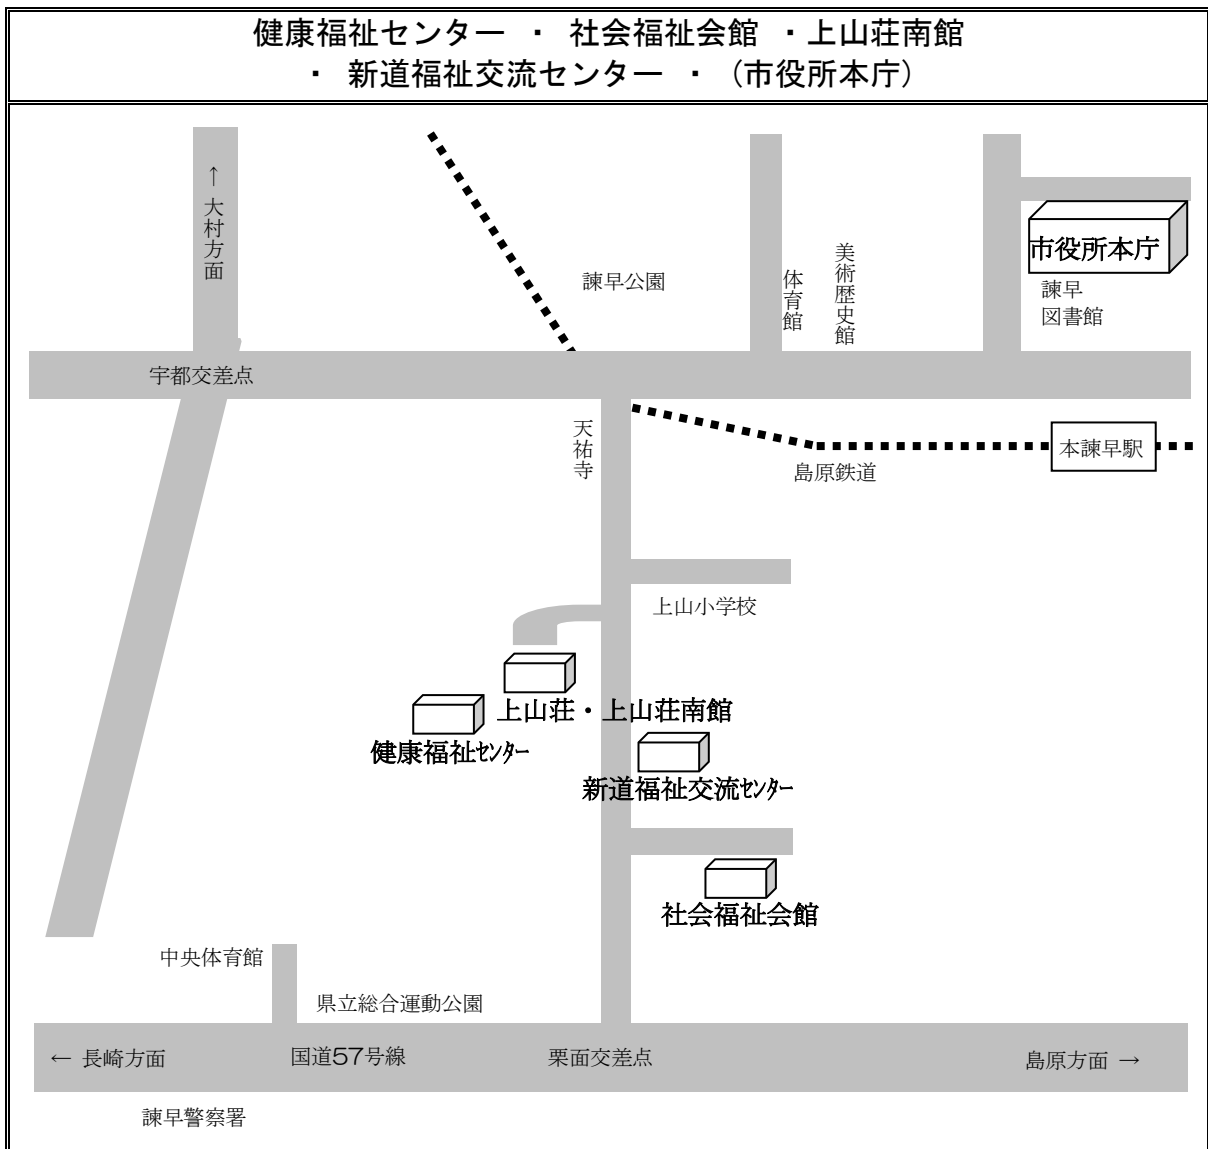 健康福祉センター ・ 社会福祉会館 ・上山荘南館
・ 新道福祉交流センター ・ (市役所本庁)
↑ 大村方面
諫早公園
体育館
美術歴史館
市役所本庁
諫早
図書館
宇都交差点
天祐寺
島原鉄道
本諫早駅
上山小学校
上山荘・上山荘南館
健康福祉ｾﾝﾀｰ
新道福祉交流ｾﾝﾀｰ
社会福祉会館
中央体育館
県立総合運動公園
← 長崎方面
国道57号線
栗面交差点
島原方面 →
諫早警察署